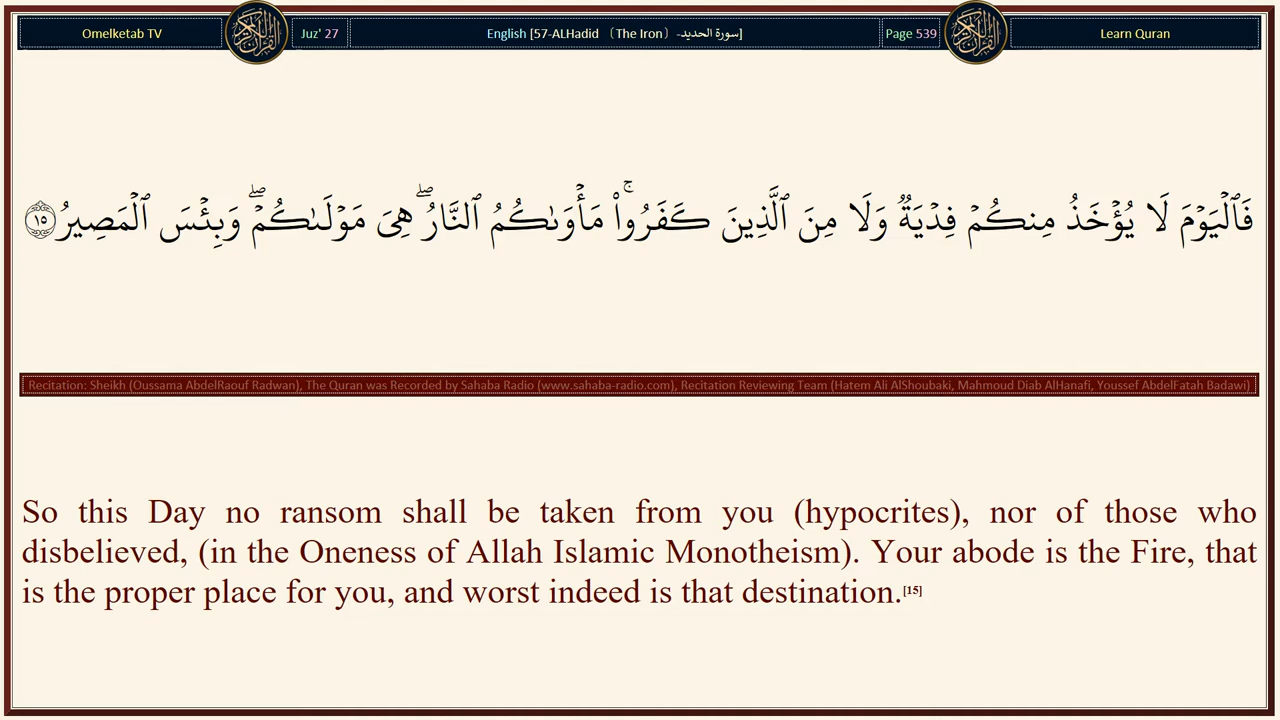 Omelketab TV
Juz' 27
English [57-ALHadid （The Iron）-سورة الحديد]
Page 539
Learn Quran
فَٱلۡيَوۡمَ لَا يُؤۡخَذُ مِنكُمۡ فِدۡيَةٞ وَلَا مِنَ ٱلَّذِينَ كَفَرُواْۚ مَأۡوَىٰكُمُ ٱلنَّارُۖ هِيَ مَوۡلَىٰكُمۡۖ وَبِئۡسَ ٱلۡمَصِيرُ ١٥
Recitation: Sheikh (Oussama AbdelRaouf Radwan), The Quran was Recorded by Sahaba Radio (www.sahaba-radio.com), Recitation Reviewing Team (Hatem Ali AlShoubaki, Mahmoud Diab AlHanafi, Youssef AbdelFatah Badawi)
So this Day no ransom shall be taken from you (hypocrites), nor of those who
disbelieved, (in the Oneness of Allah Islamic Monotheism). Your abode is the Fire, that
is the proper place for you, and worst indeed is that destination.[15]